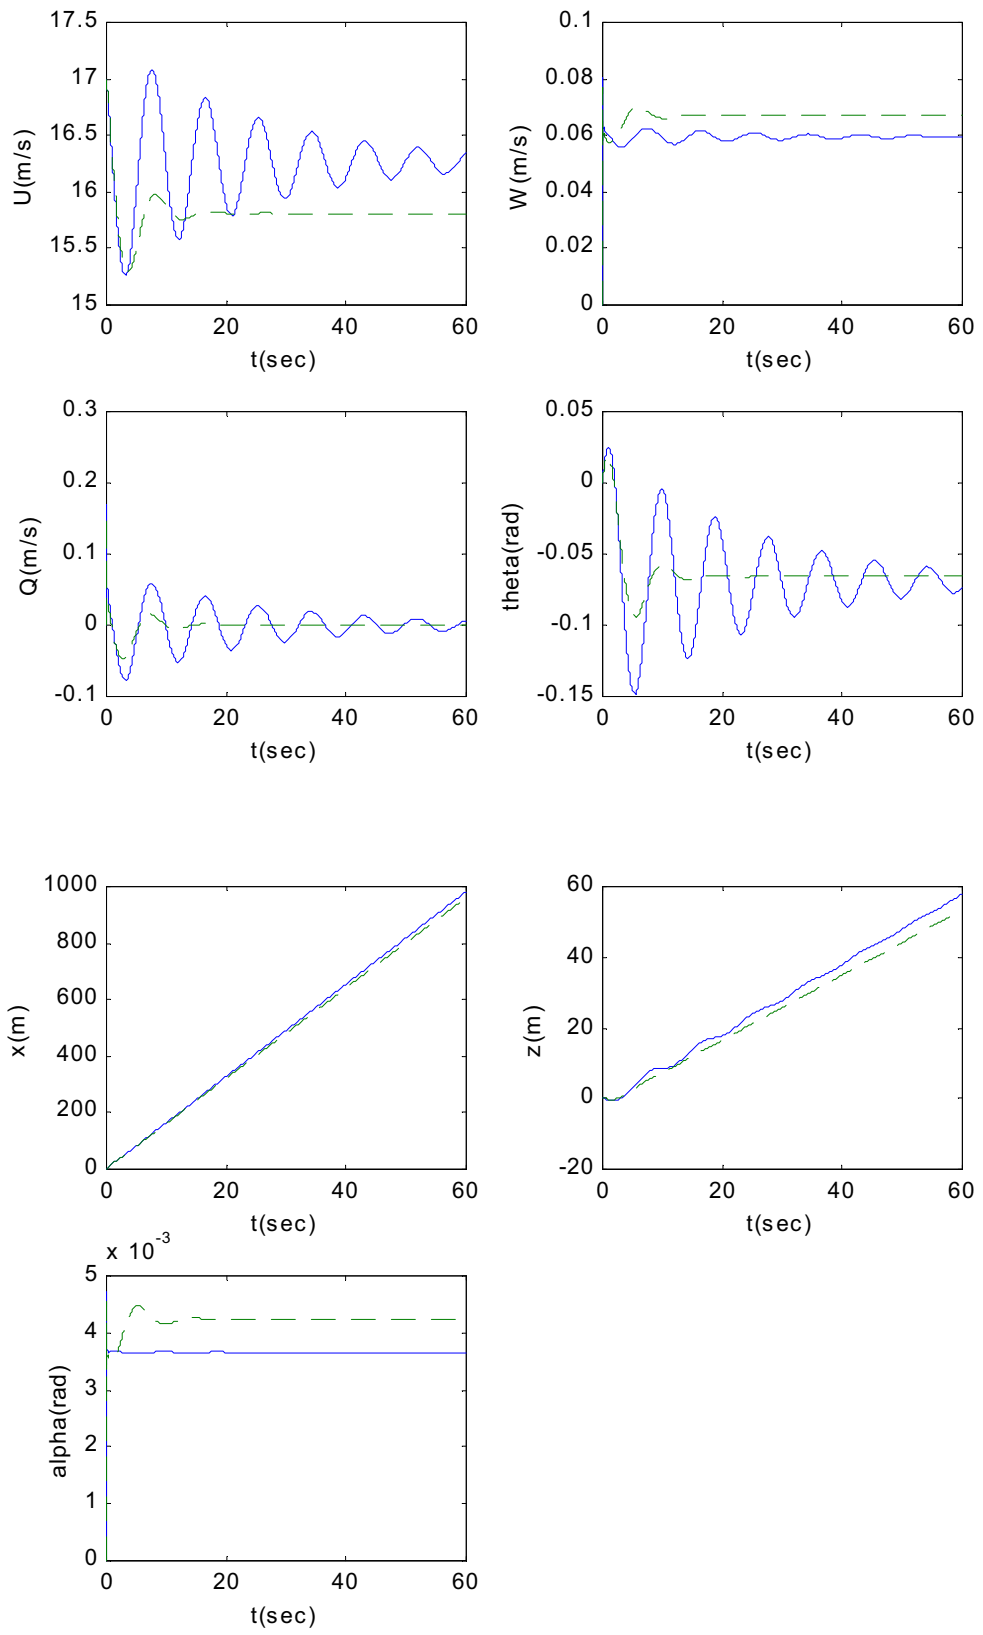 17.5
17
16.5
16
15.5
15
U(m/s)
0 20 40 60
t(sec)
0.1
0.08
0.06
0.04
0.02
0
W(m/s)
0 20 40 60
t(sec)
0.3
0.2
0.1
0
-0.1
Q(m/s)
0 20 40 60
t(sec)
0.05
0
-0.05
-0.1
-0.15
theta(rad)
0 20 40 60
t(sec)
1000
800
600
400
200
0
x(m)
0 20 40 60
t(sec)
60
40
20
0
-20
z(m)
0 20 40 60
t(sec)
x 10-3
5
4
3
2
1
0
alpha(rad)
0 20 40 60
t(sec)